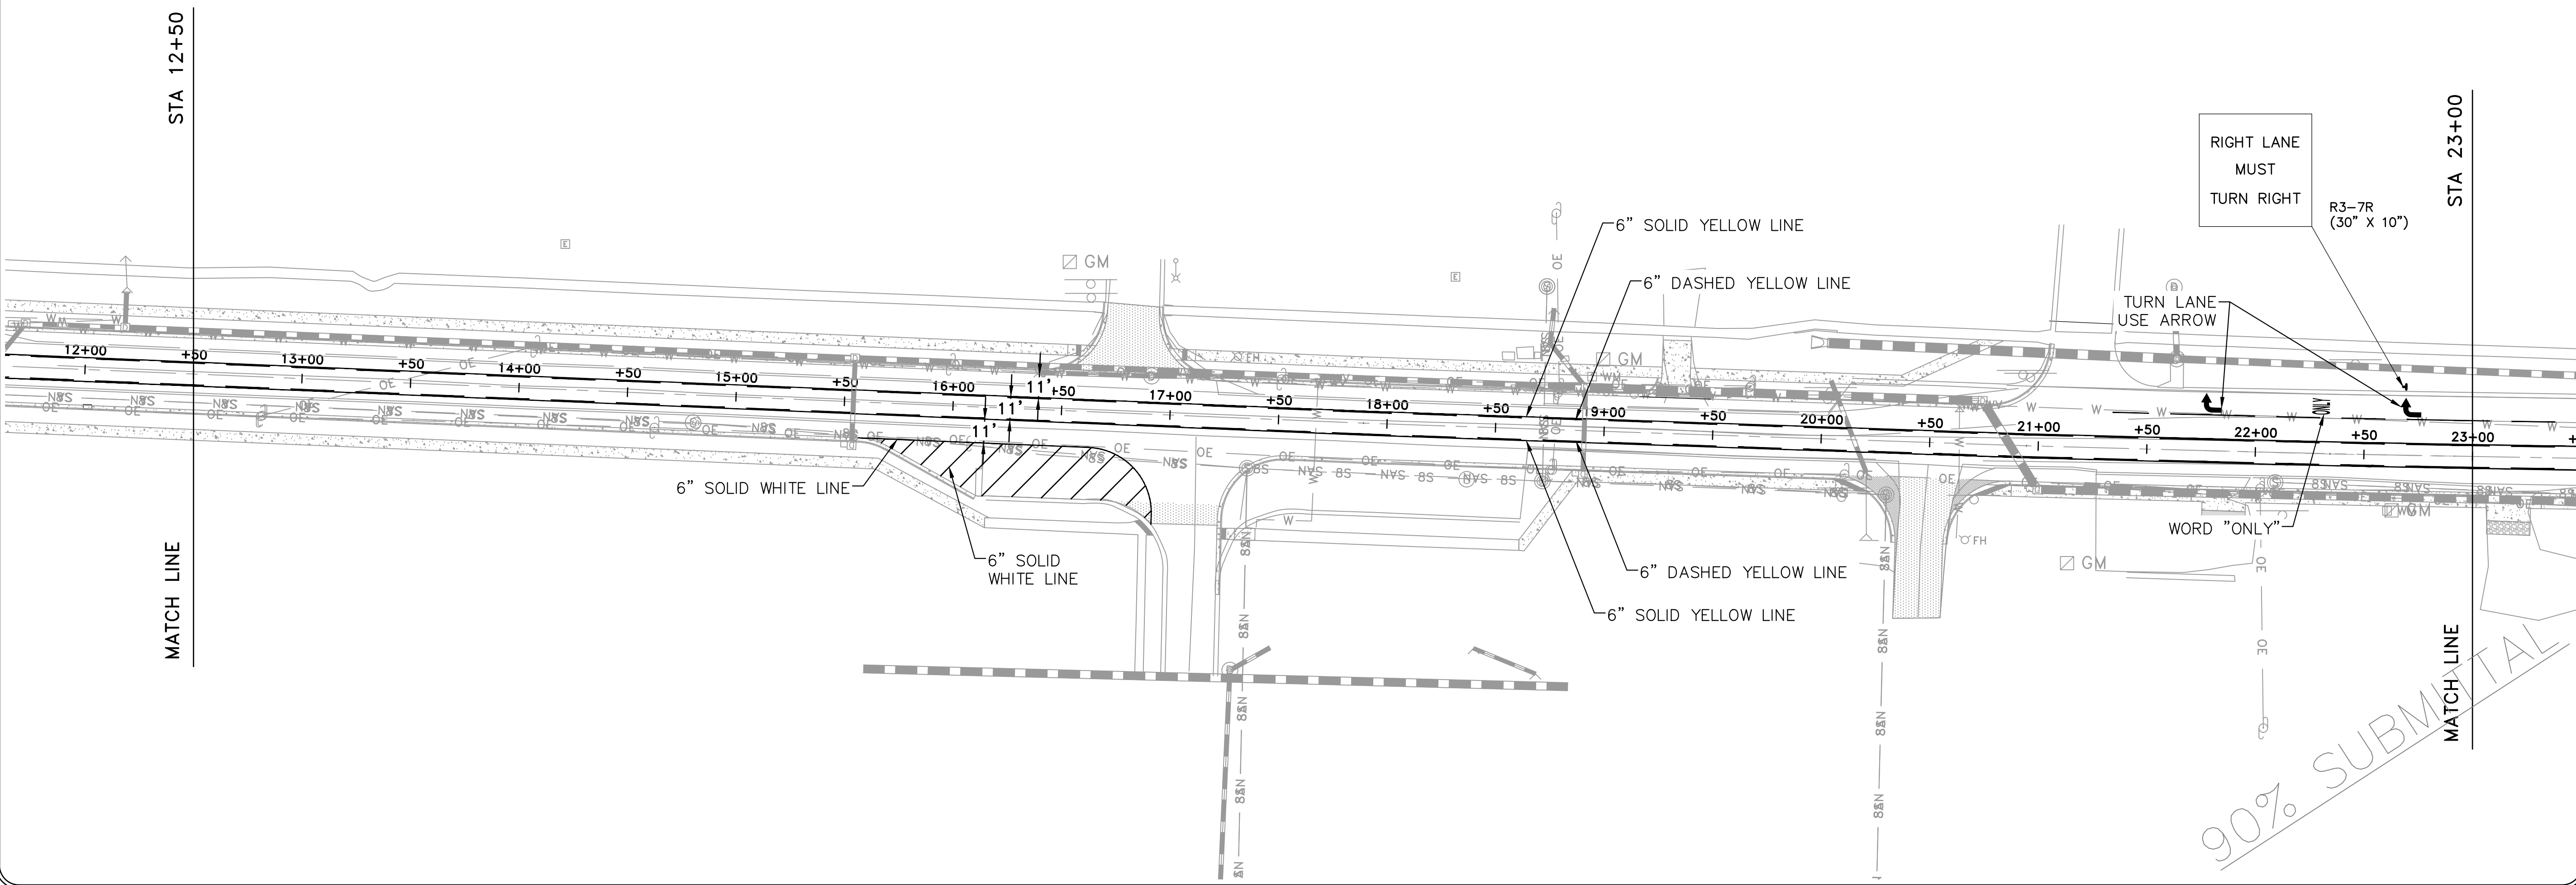 STA 12+50
MATCH LINE
STA 23+00
MATCH LINE
RIGHT LANE
MUST
TURN RIGHT
R3-7R
(30" X 10")
TURN LANE
USE ARROW
6" SOLID YELLOW LINE
6" DASHED YELLOW LINE
GM
E
E
GM
GM
GM
FH
12+00
+50
13+00
+50
14+00
+50
15+00
+50
16+00
+50
17+00
+50
18+00
+50
19+00
+50
20+00
+50
21+00
+50
22+00
+50
23+00
11'
11'
11'
ONLY
6" SOLID WHITE LINE
6" SOLID
WHITE LINE
WORD "ONLY"
FH
6" DASHED YELLOW LINE
6" SOLID YELLOW LINE
OE
OE
OE
OE
W
W
W
90% SUBMITTAL